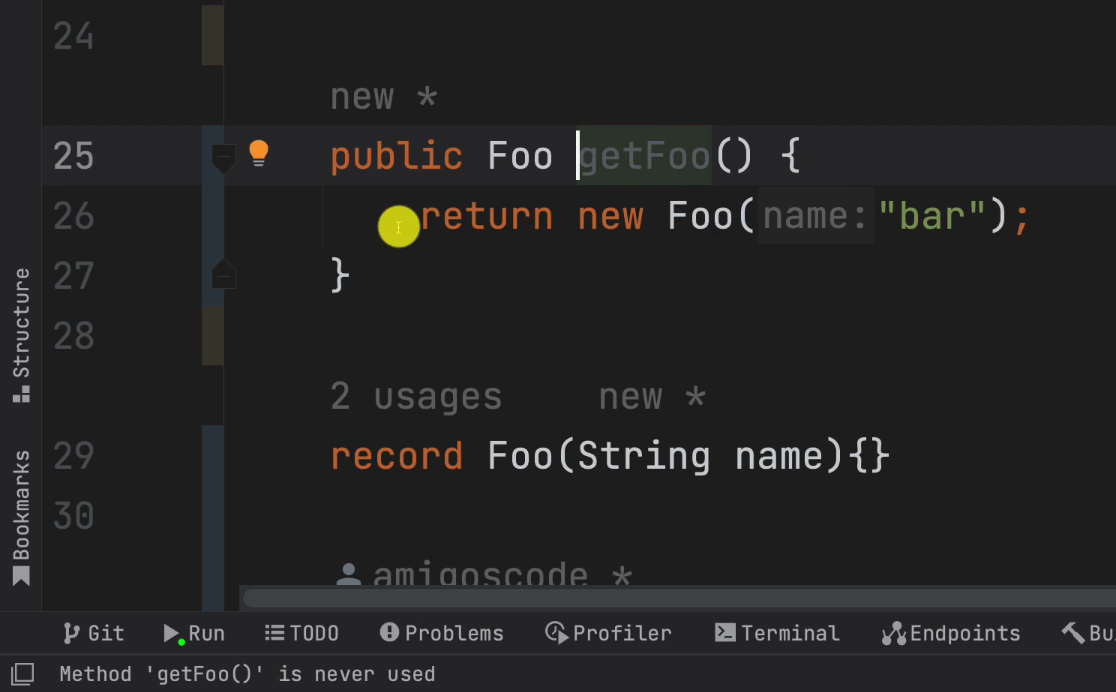 24
new *
25 public Foo getFoo() {
26 return new Foo( name: "bar");
27 }
28
2 usages new *
29 record Foo(String name){}
30
amigoscode *
Structure
Bookmarks
Git Run TODO Problems Profiler Terminal Endpoints Bu
Method 'getFoo()' is never used